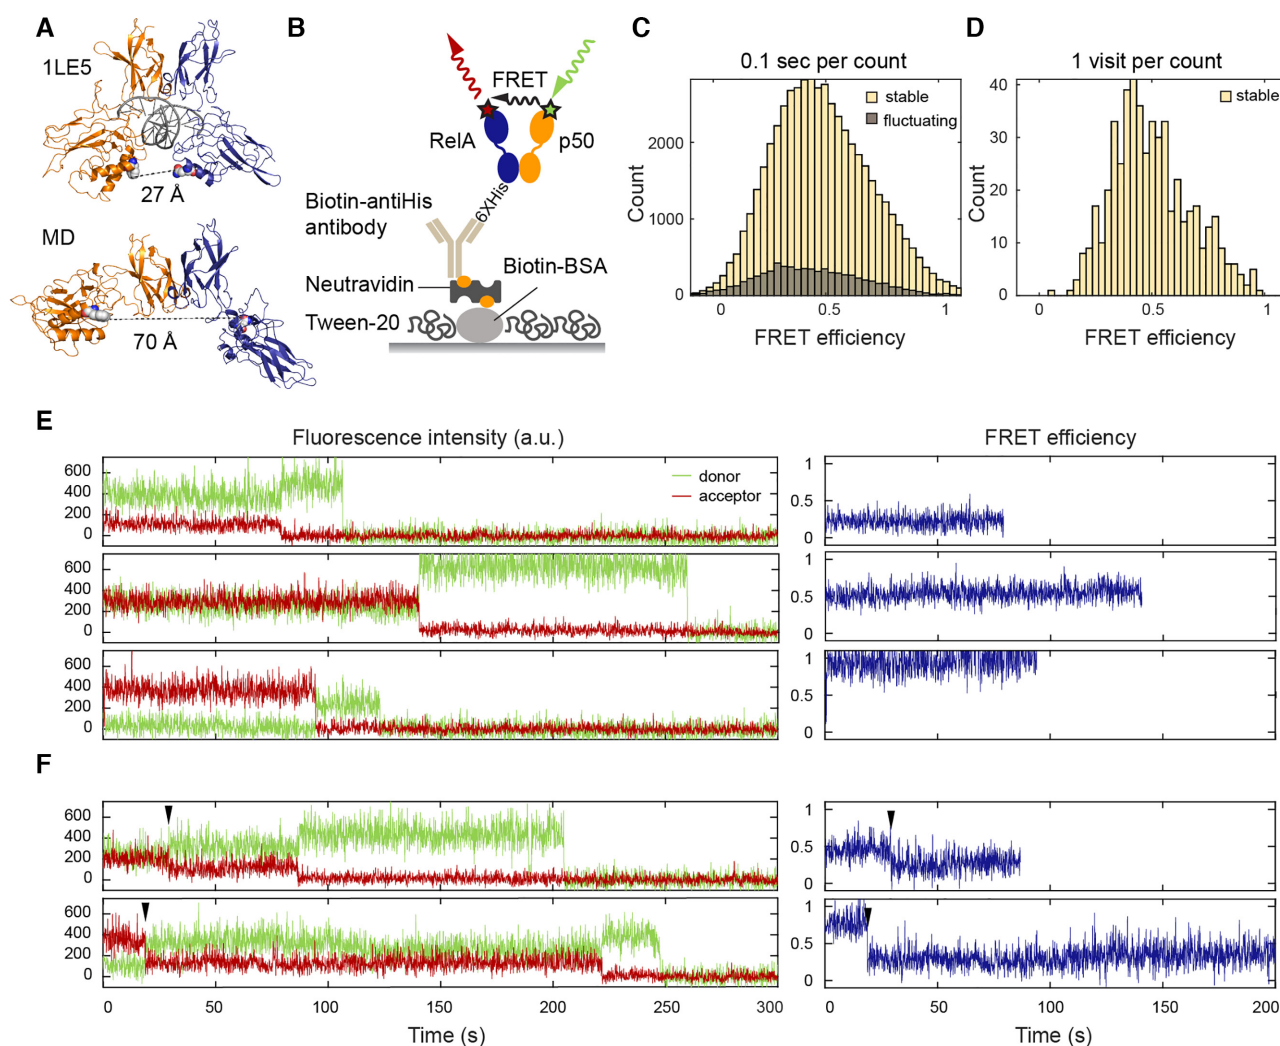 A
1LE5
27 Å
MD
70 Å
B
FRET
RelA
p50
6XHis
Biotin-antiHis
antibody
Neutravidin
Biotin-BSA
Tween-20
C
0.1 sec per count
stable
fluctuating
Count
2000
1000
0
0
0.5
1
FRET efficiency
D
1 visit per count
stable
Count
40
30
20
10
0
0
0.5
1
FRET efficiency
E
Fluorescence intensity (a.u.)
FRET efficiency
donor
acceptor
600
400
200
0
1
0.5
0
600
400
200
0
1
0.5
0
600
400
200
0
1
0.5
0
F
600
400
200
0
1
0.5
0
600
400
200
0
1
0.5
0
0
50
100
150
200
250
300
Time (s)
0
50
100
150
200
Time (s)